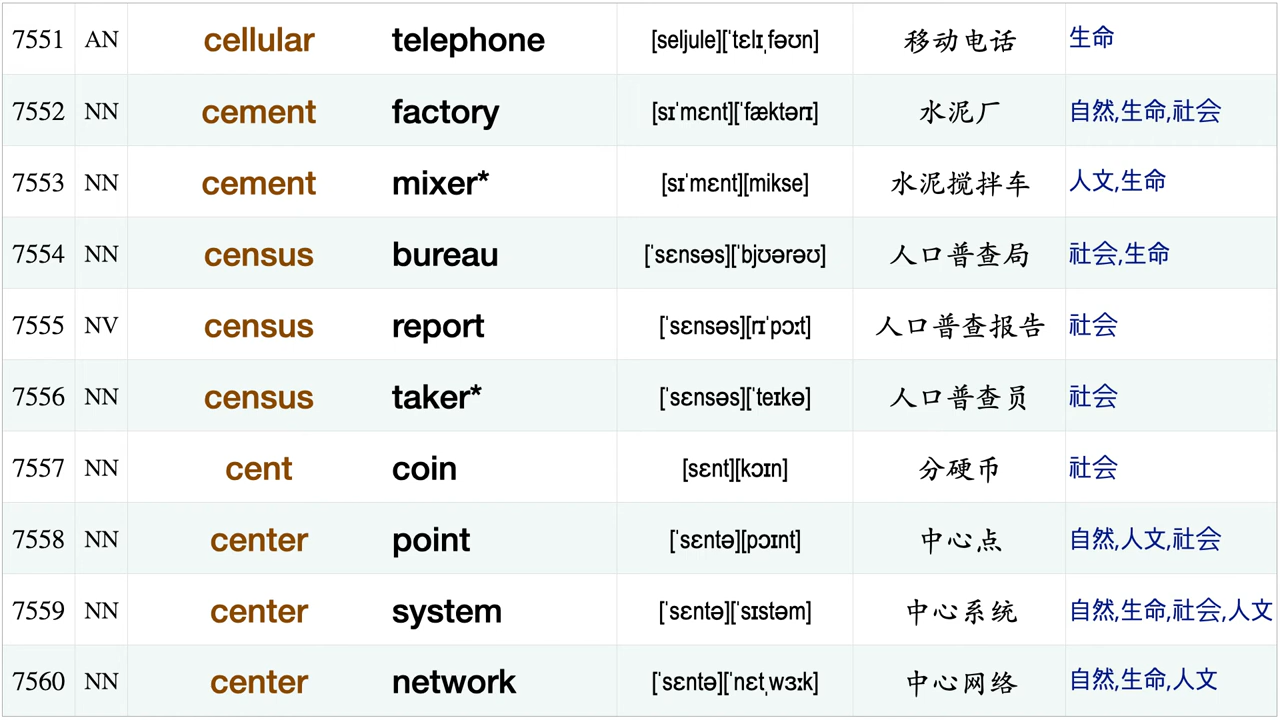 7551 AN cellular telephone [seljule][ˈtɛlɪˌfəʊn] 移动电话 生命
7552 NN cement factory [sɪˈmɛnt][ˈfæktərɪ] 水泥厂 自然,生命,社会
7553 NN cement mixer* [sɪˈmɛnt][mikse] 水泥搅拌车 人文,生命
7554 NN census bureau [ˈsɛnsəs][ˈbjʊərəʊ] 人口普查局 社会,生命
7555 NV census report [ˈsɛnsəs][rɪˈpɔːt] 人口普查报告 社会
7556 NN census taker* [ˈsɛnsəs][ˈteɪkə] 人口普查员 社会
7557 NN cent coin [sɛnt][kɔɪn] 分硬币 社会
7558 NN center point [ˈsɛntə][pɔɪnt] 中心点 自然,人文,社会
7559 NN center system [ˈsɛntə][ˈsɪstəm] 中心系统 自然,生命,社会,人文
7560 NN center network [ˈsɛntə][ˈnɛtˌwɜːk] 中心网络 自然,生命,人文